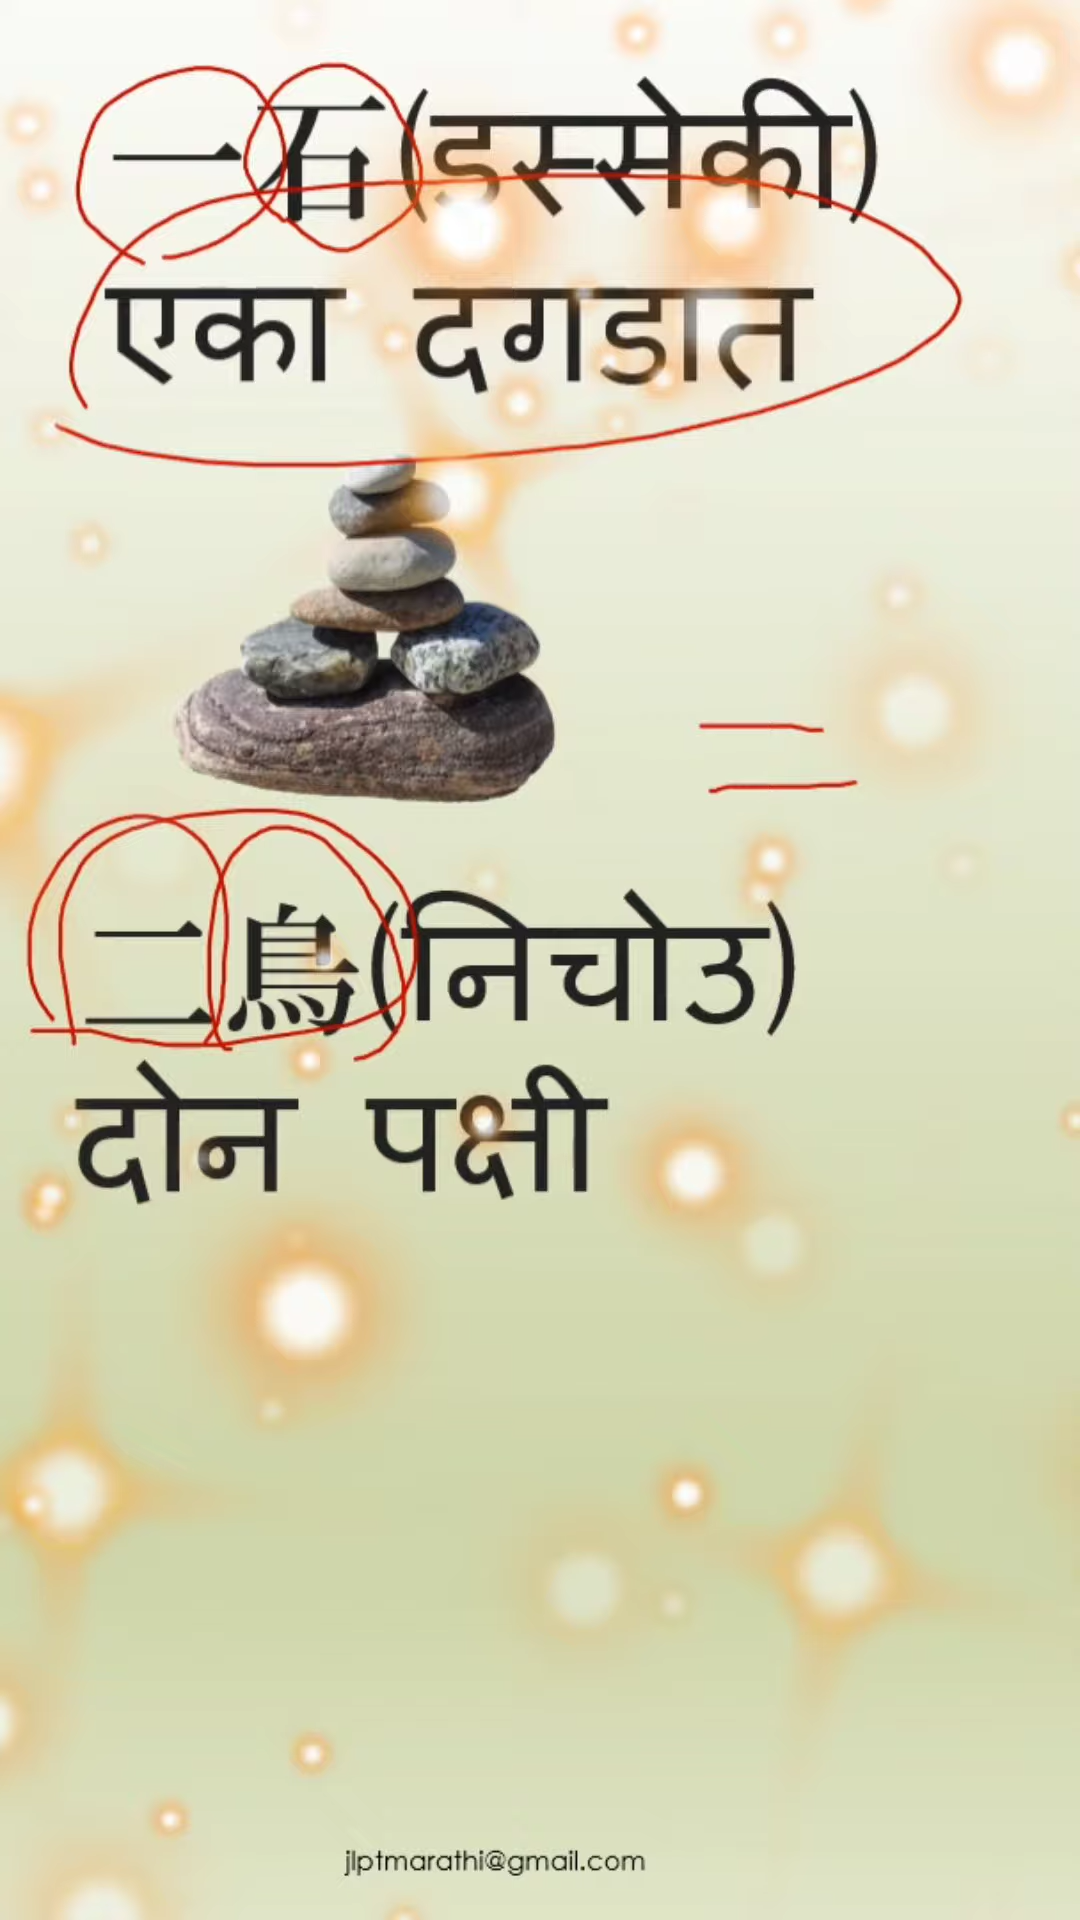 一石(इस्सेकी)
एका दगडात
二鳥(निचोउ)
दोन पक्षी
jlptmarathi@gmail.com